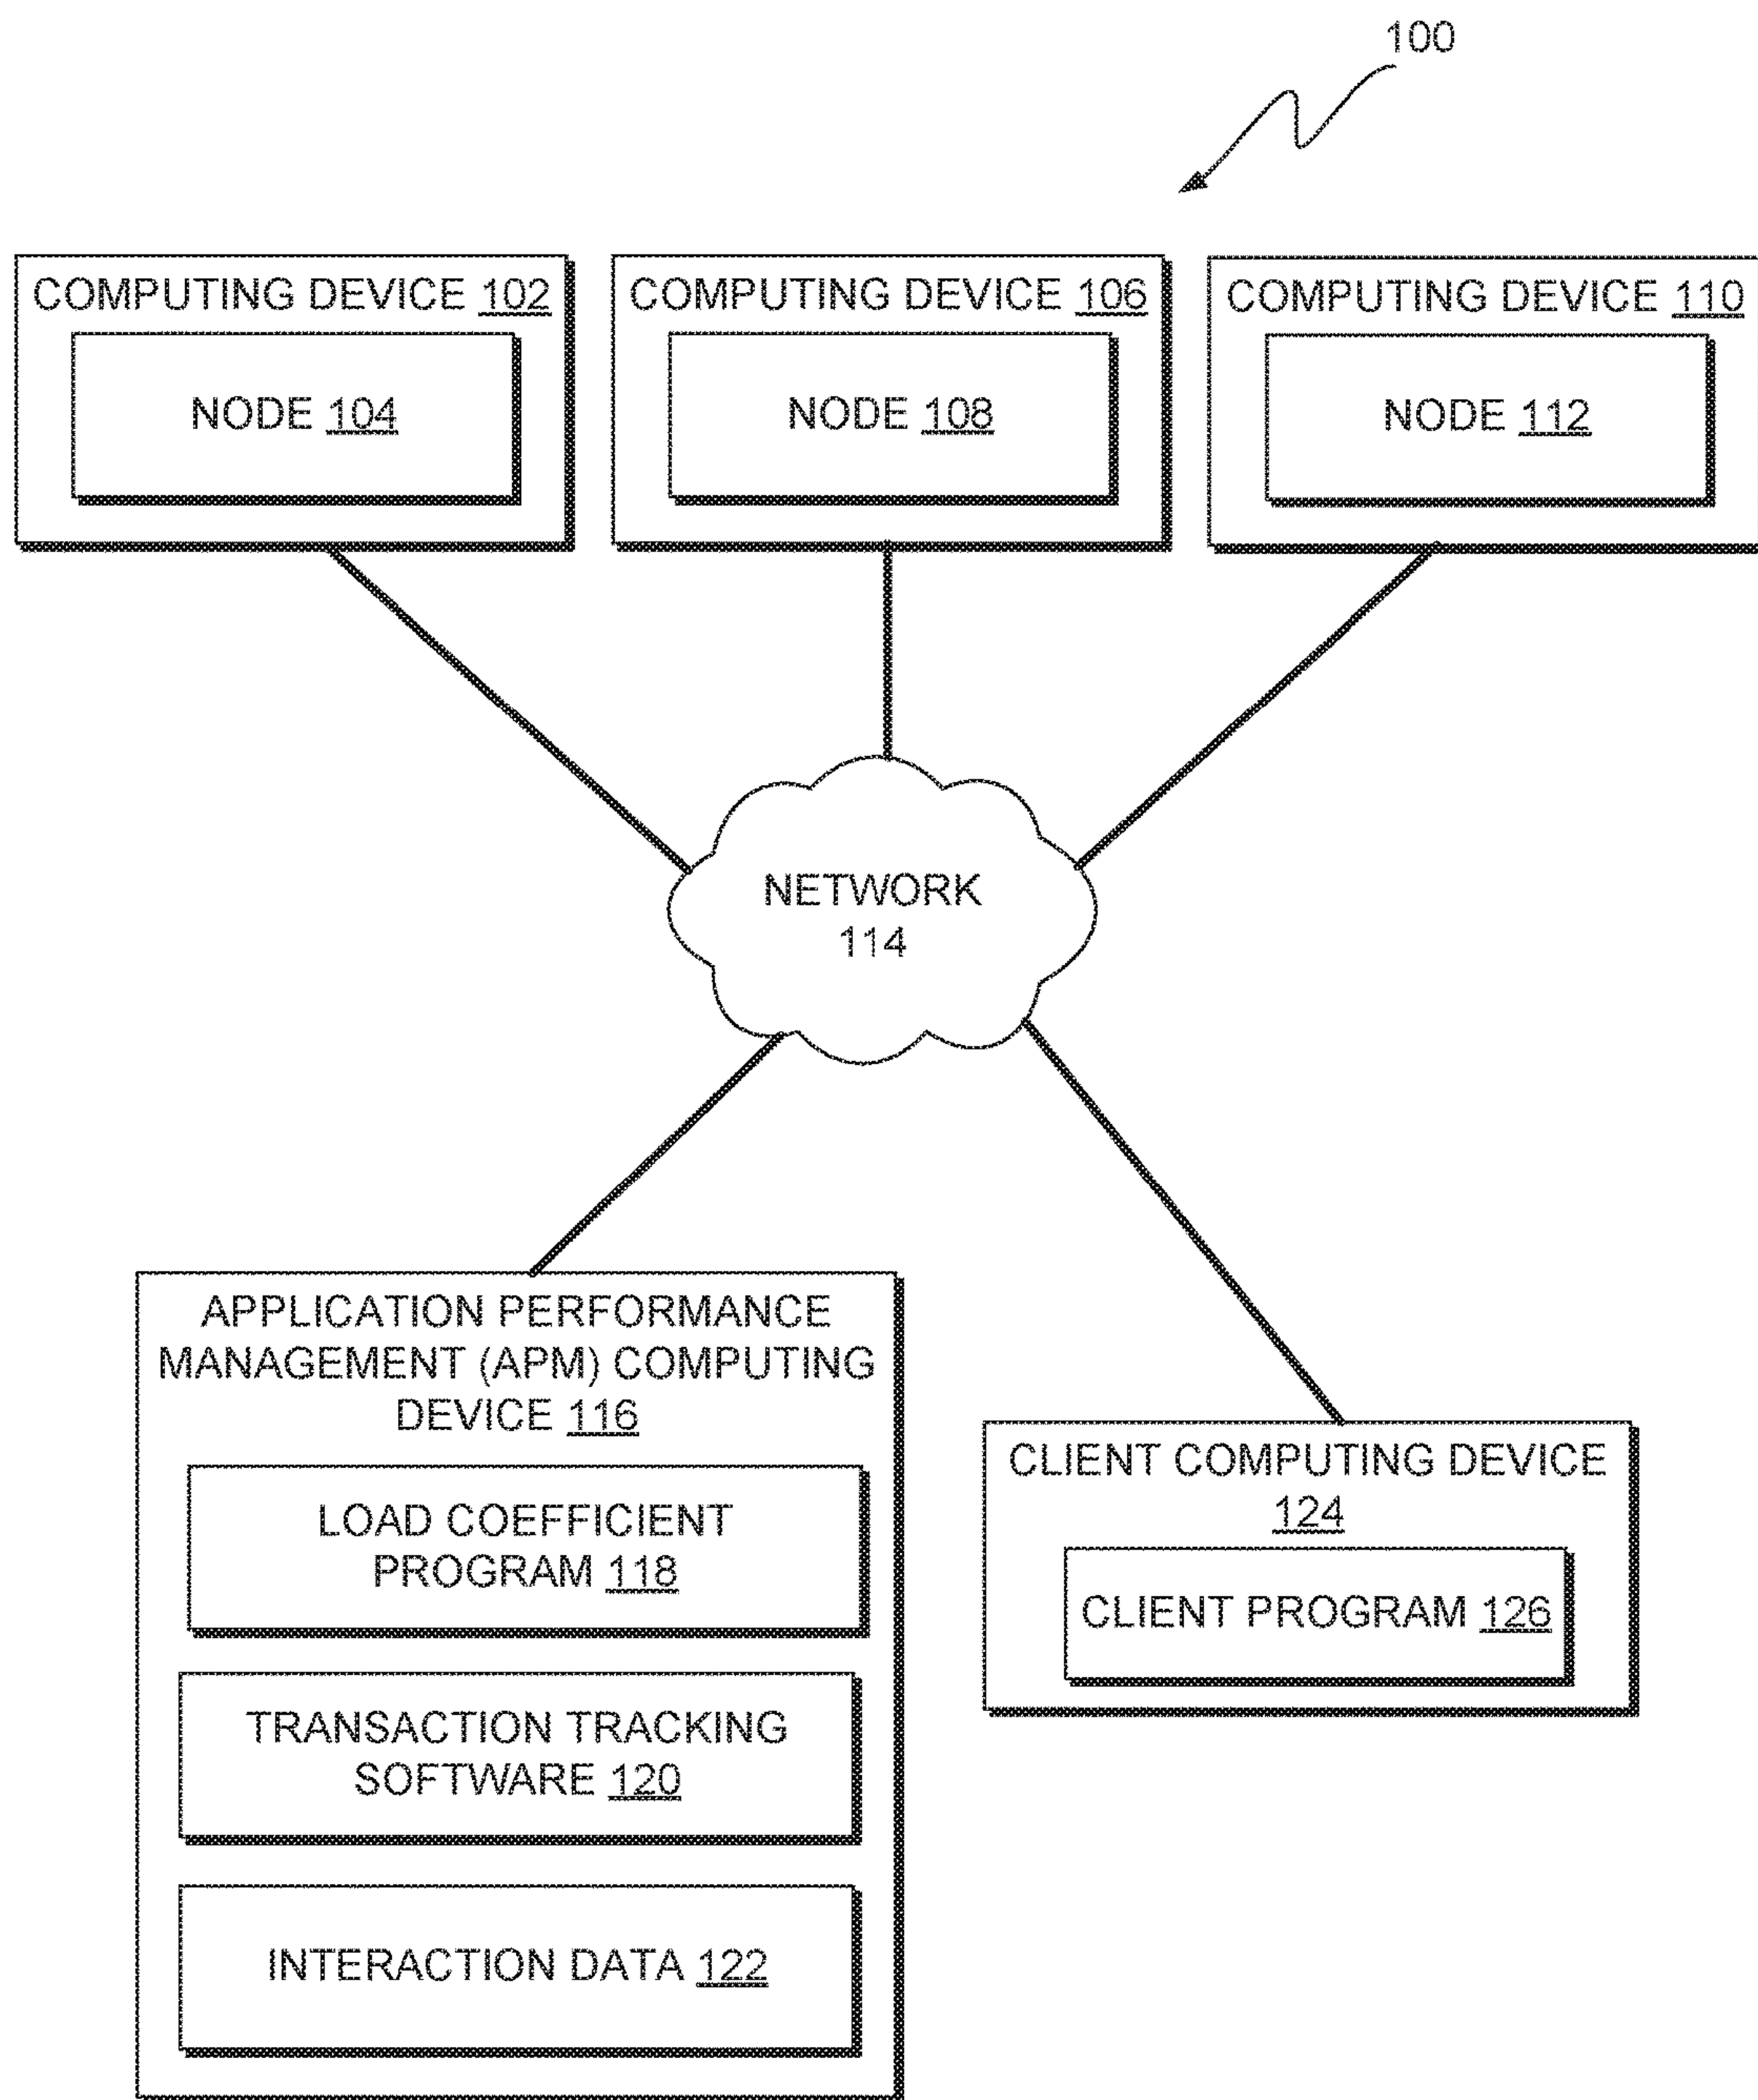 100
COMPUTING DEVICE 102
NODE 104
COMPUTING DEVICE 106
NODE 108
COMPUTING DEVICE 110
NODE 112
NETWORK
114
APPLICATION PERFORMANCE
MANAGEMENT (APM) COMPUTING
DEVICE 116
LOAD COEFFICIENT
PROGRAM 118
TRANSACTION TRACKING
SOFTWARE 120
INTERACTION DATA 122
CLIENT COMPUTING DEVICE
124
CLIENT PROGRAM 126